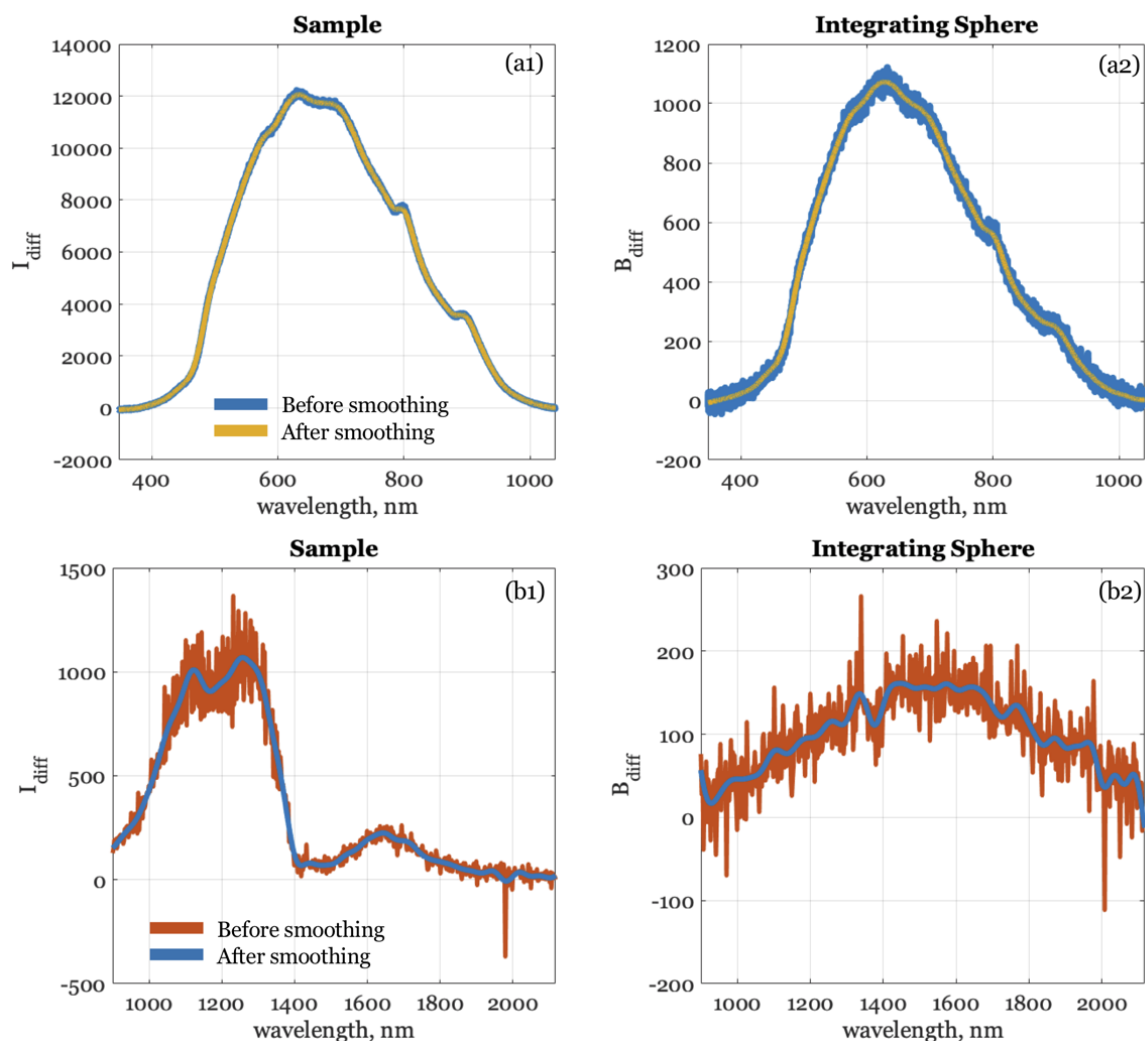 Sample
(a1)
14000
12000
10000
8000
6000
4000
2000
0
-2000
I_diff
Before smoothing
After smoothing
400 600 800 1000
wavelength, nm
Integrating Sphere
(a2)
1200
1000
800
600
400
200
0
-200
B_diff
400 600 800 1000
wavelength, nm
Sample
(b1)
1500
1000
500
0
-500
I_diff
Before smoothing
After smoothing
1000 1200 1400 1600 1800 2000
wavelength, nm
Integrating Sphere
(b2)
300
200
100
0
-100
-200
B_diff
1000 1200 1400 1600 1800 2000
wavelength, nm